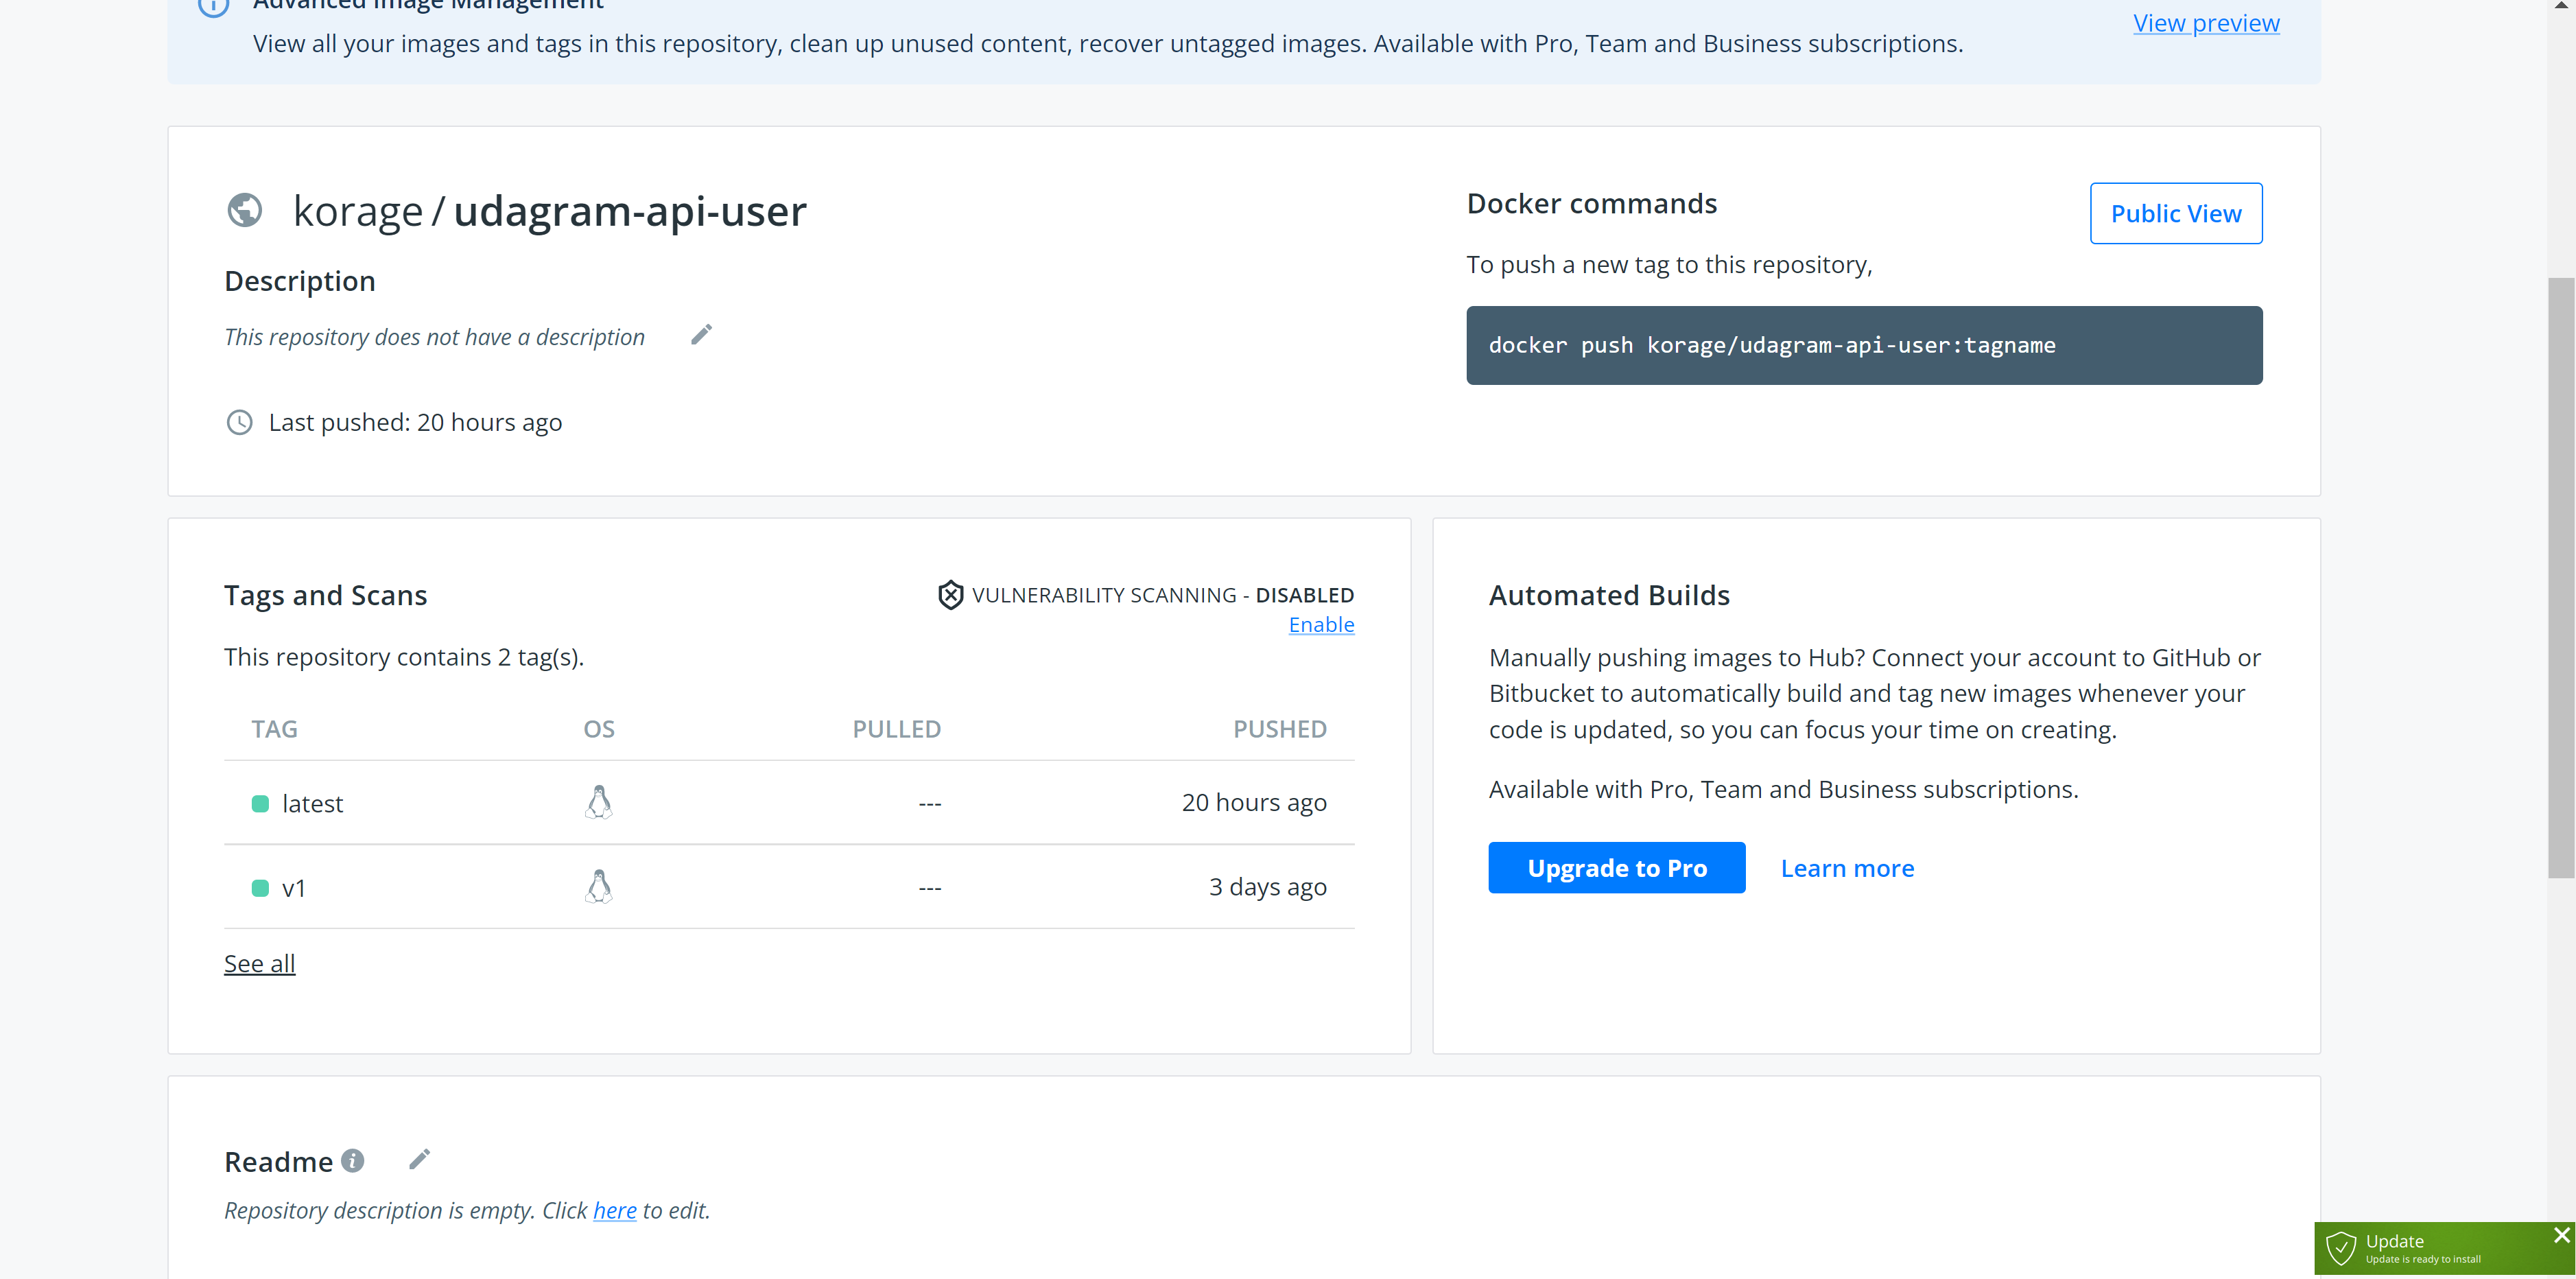 Advanced Image Management
View preview
View all your images and tags in this repository, clean up unused content, recover untagged images. Available with Pro, Team and Business subscriptions.
korage / udagram-api-user
Description
This repository does not have a description
Last pushed: 20 hours ago
Docker commands
Public View
To push a new tag to this repository,
docker push korage/udagram-api-user:tagname
Tags and Scans
VULNERABILITY SCANNING - DISABLED
Enable
This repository contains 2 tag(s).
TAG OS PULLED PUSHED
latest --- 20 hours ago
v1 --- 3 days ago
See all
Automated Builds
Manually pushing images to Hub? Connect your account to GitHub or
Bitbucket to automatically build and tag new images whenever your
code is updated, so you can focus your time on creating.
Available with Pro, Team and Business subscriptions.
Upgrade to Pro Learn more
Readme
Repository description is empty. Click here to edit.
Update
Update is ready to install